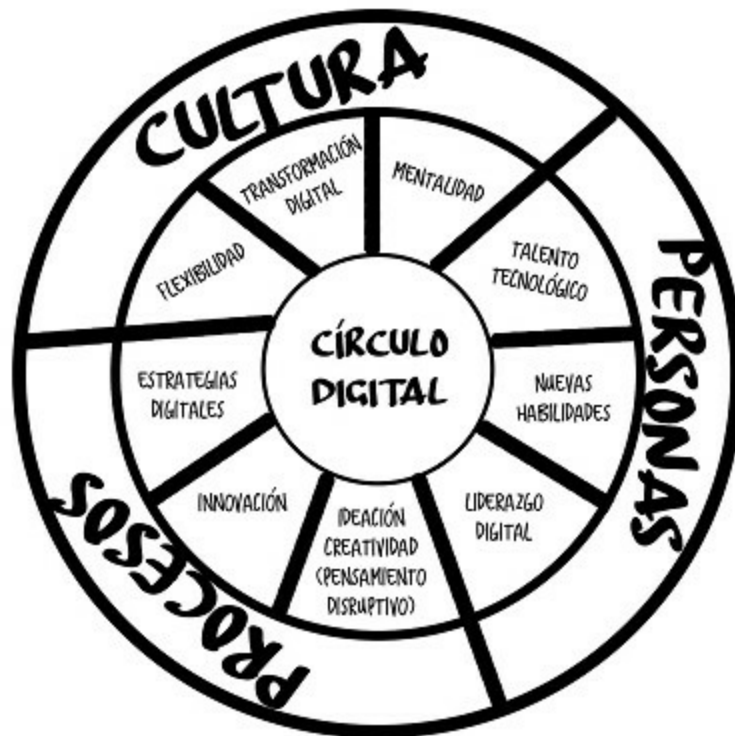 CULTURA
TRANSFORMACIÓN
DIGITAL
MENTALIDAD
FLEXIBILIDAD
TALENTO
TECNOLÓGICO
PERSONAS
CÍRCULO
DIGITAL
ESTRATEGIAS
DIGITALES
NUEVAS
HABILIDADES
INNOVACIÓN
IDEACIÓN
CREATIVIDAD
(PENSAMIENTO
DISRUPTIVO)
LIDERAZGO
DIGITAL
PROCESOS